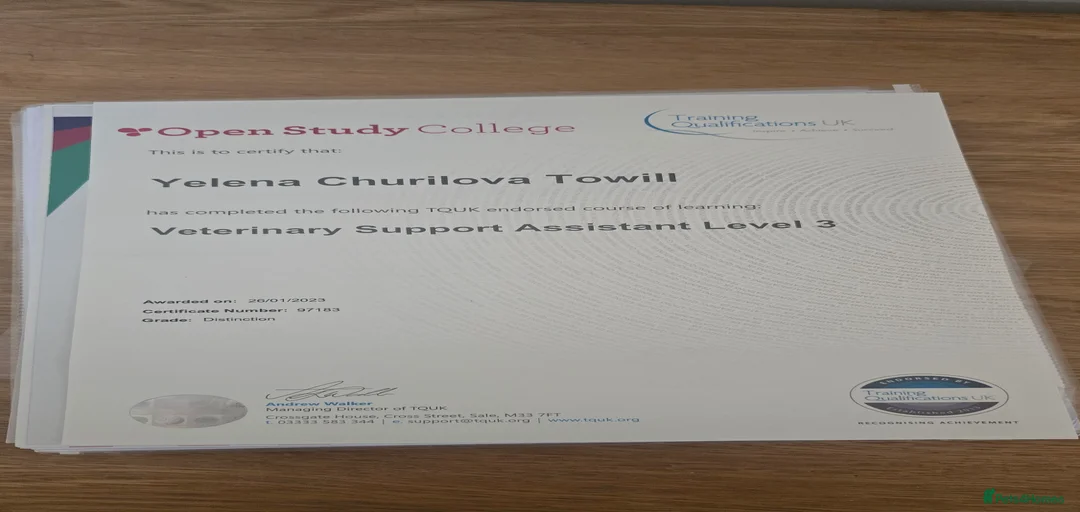 Open Study College
Training
Qualifications UK
This is to certify that:
Yelena Churilova Towill
has completed the following TQUK endorsed course of learning:
Veterinary Support Assistant Level 3
Awarded on: 26/01/2023
Certificate Number: 97183
Grade: Distinction
Andrew Walker
Managing Director of TQUK
Crossgate House, Cross Street, Sale, M33 7FT
t. 03333 583 344 | e. support@tquk.org | www.tquk.org
ENDORSED BY
Training
Qualifications UK
Established
RECOGNISING ACHIEVEMENT